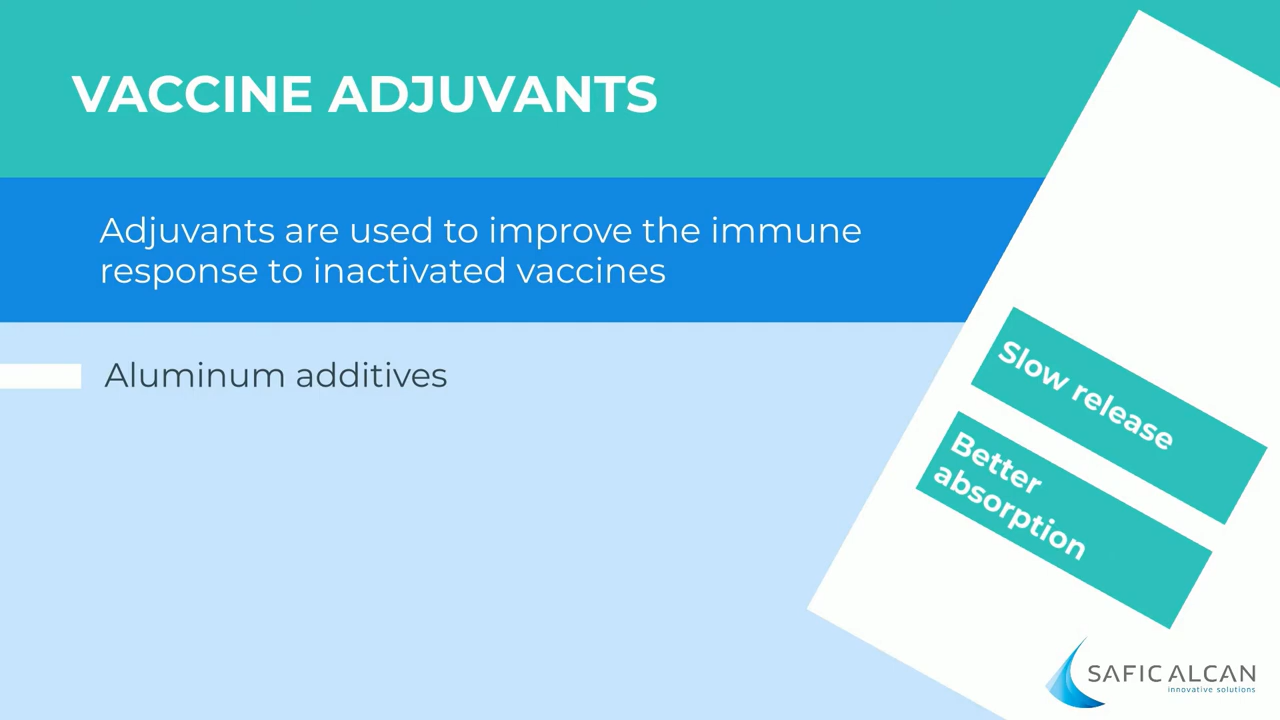 VACCINE ADJUVANTS
Adjuvants are used to improve the immune
response to inactivated vaccines
Aluminum additives
Slow release
Better
absorption
SAFIC ALCAN
innovative solutions